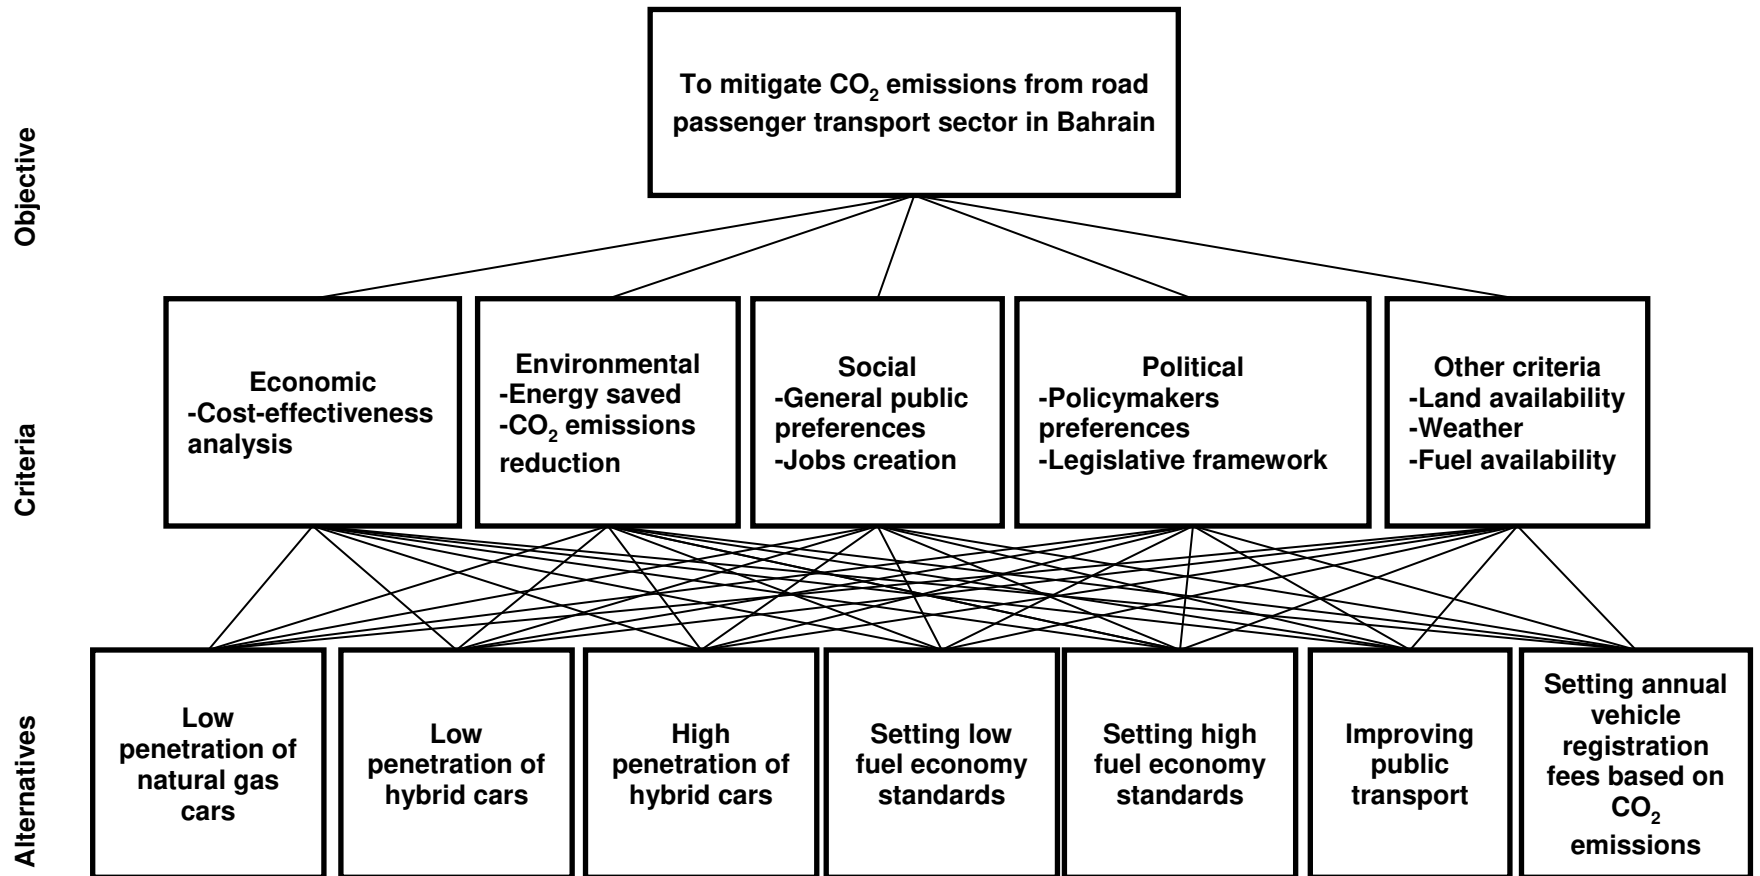 Objective
To mitigate CO₂ emissions from road
passenger transport sector in Bahrain
Criteria
Economic
-Cost-effectiveness
analysis
Environmental
-Energy saved
-CO₂ emissions
reduction
Social
-General public
preferences
-Jobs creation
Political
-Policymakers
preferences
-Legislative framework
Other criteria
-Land availability
-Weather
-Fuel availability
Alternatives
Low
penetration of
natural gas
cars
Low
penetration of
hybrid cars
High
penetration of
hybrid cars
Setting low
fuel economy
standards
Setting high
fuel economy
standards
Improving
public
transport
Setting annual
vehicle
registration
fees based on
CO₂
emissions